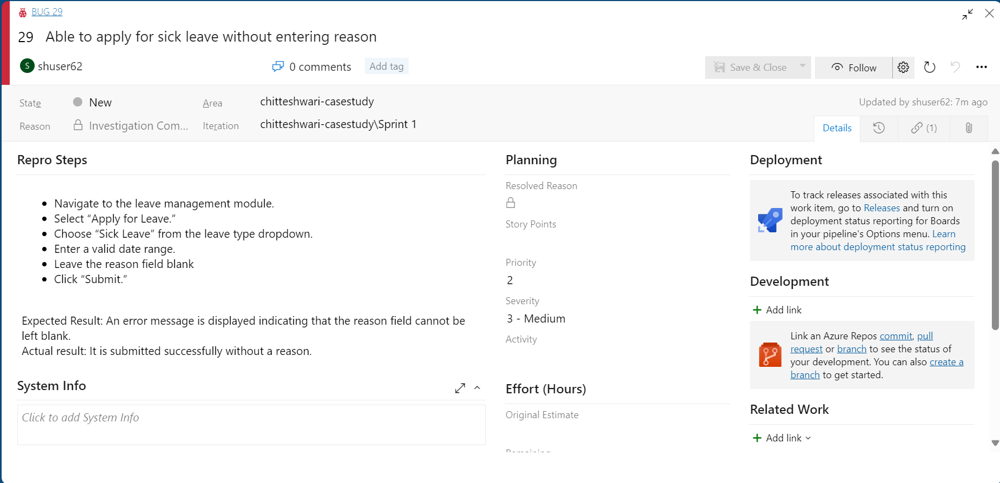 BUG 29
29 Able to apply for sick leave without entering reason
S shuser62
0 comments
Add tag
Save & Close
Follow
State
New
Area
chitteshwari-casestudy
Updated by shuser62: 7m ago
Reason
Investigation Com...
Iteration
chitteshwari-casestudy\Sprint 1
Details
(1)
Repro Steps
• Navigate to the leave management module.
• Select “Apply for Leave.”
• Choose “Sick Leave” from the leave type dropdown.
• Enter a valid date range.
• Leave the reason field blank
• Click “Submit.”
Expected Result: An error message is displayed indicating that the reason field cannot be
left blank.
Actual result: It is submitted successfully without a reason.
System Info
Click to add System Info
Planning
Resolved Reason
Story Points
Priority
2
Severity
3 - Medium
Activity
Effort (Hours)
Original Estimate
Remaining
Deployment
To track releases associated with this
work item, go to Releases and turn on
deployment status reporting for Boards
in your pipeline's Options menu. Learn
more about deployment status reporting
Development
+ Add link
Link an Azure Repos commit, pull
request or branch to see the status of
your development. You can also create a
branch to get started.
Related Work
+ Add link